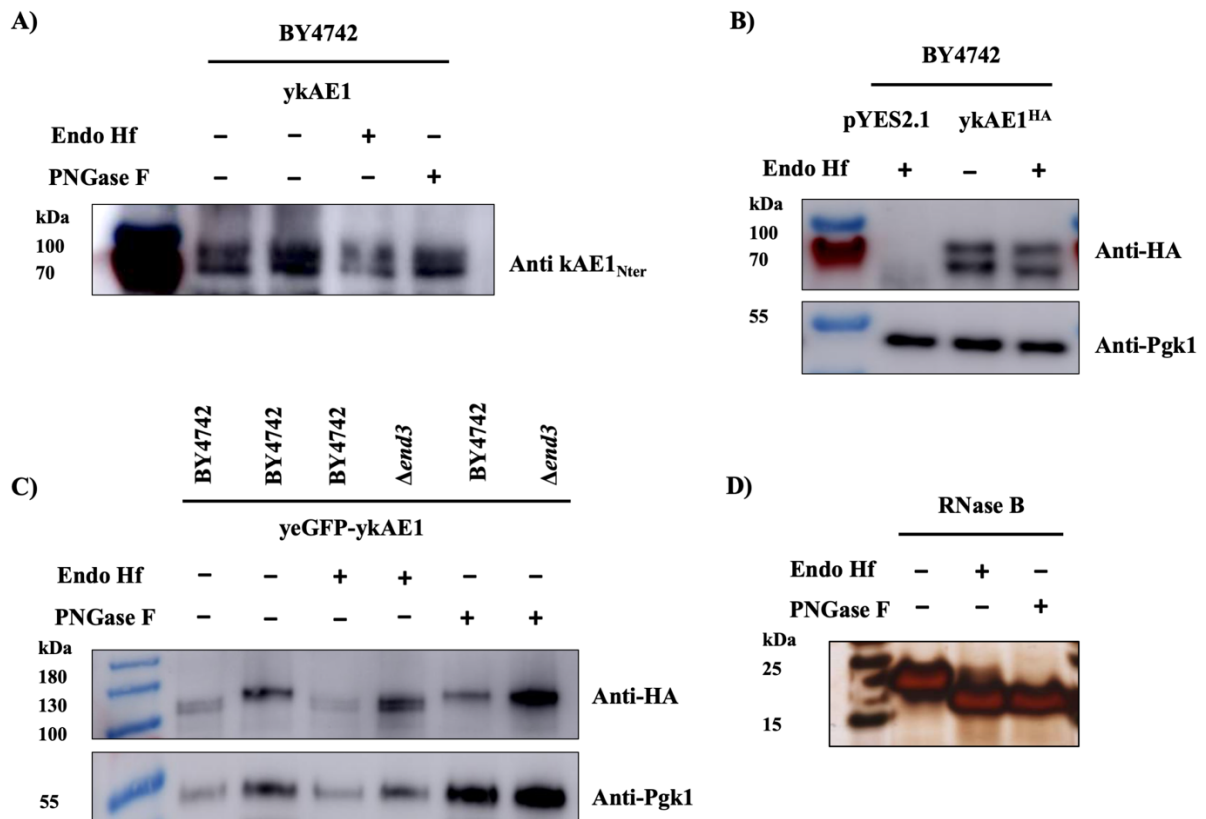 A)
BY4742
ykAE1
Endo Hf – – + –
PNGase F – – – +
kDa
100
70
Anti kAE1Nter
B)
BY4742
pYES2.1 ykAE1HA
Endo Hf + – +
kDa
100
70
Anti-HA
55
Anti-Pgk1
C)
BY4742 BY4742 BY4742 Δend3 BY4742 Δend3
yeGFP-ykAE1
Endo Hf – – + + – –
PNGase F – – – – + +
kDa
180
130
100
Anti-HA
55
Anti-Pgk1
D)
RNase B
Endo Hf – + –
PNGase F – – +
kDa
25
15